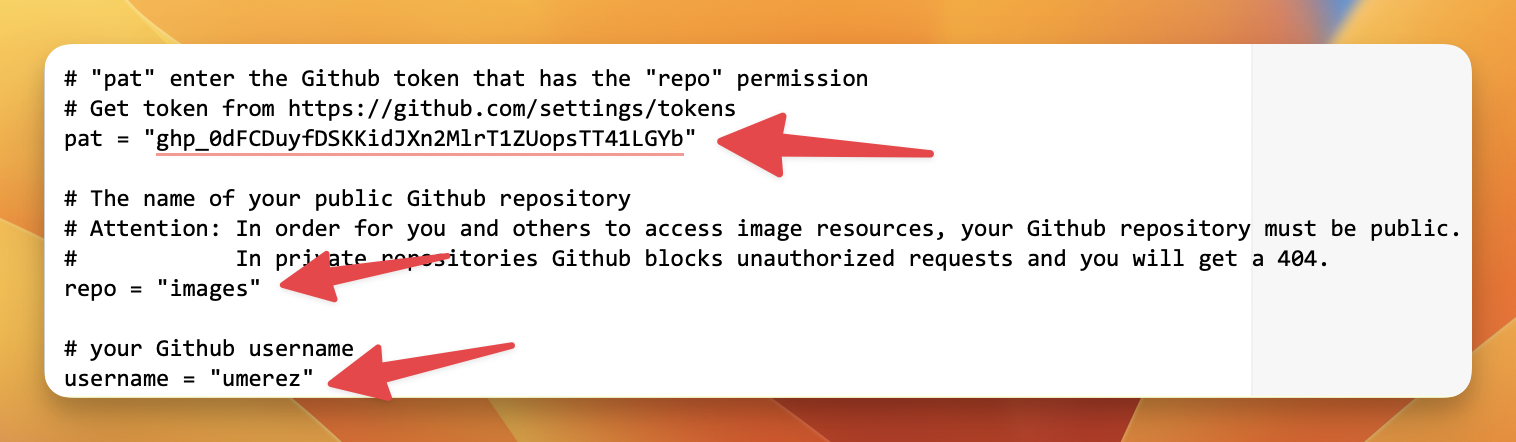 # "pat" enter the Github token that has the "repo" permission
# Get token from https://github.com/settings/tokens
pat = "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"
# The name of your public Github repository
# Attention: In order for you and others to access image resources, your Github repository must be public.
#            In private repositories Github blocks unauthorized requests and you will get a 404.
repo = "images"
# your Github username
username = "umerez"